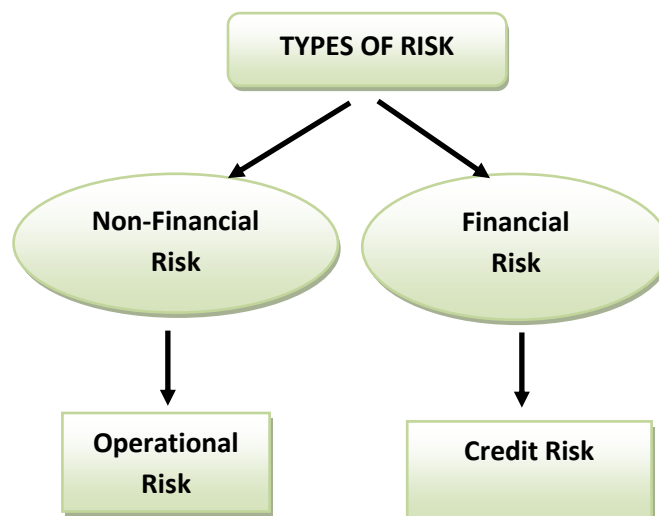 TYPES OF RISK
Non-Financial
Risk
Financial
Risk
Operational
Risk
Credit Risk